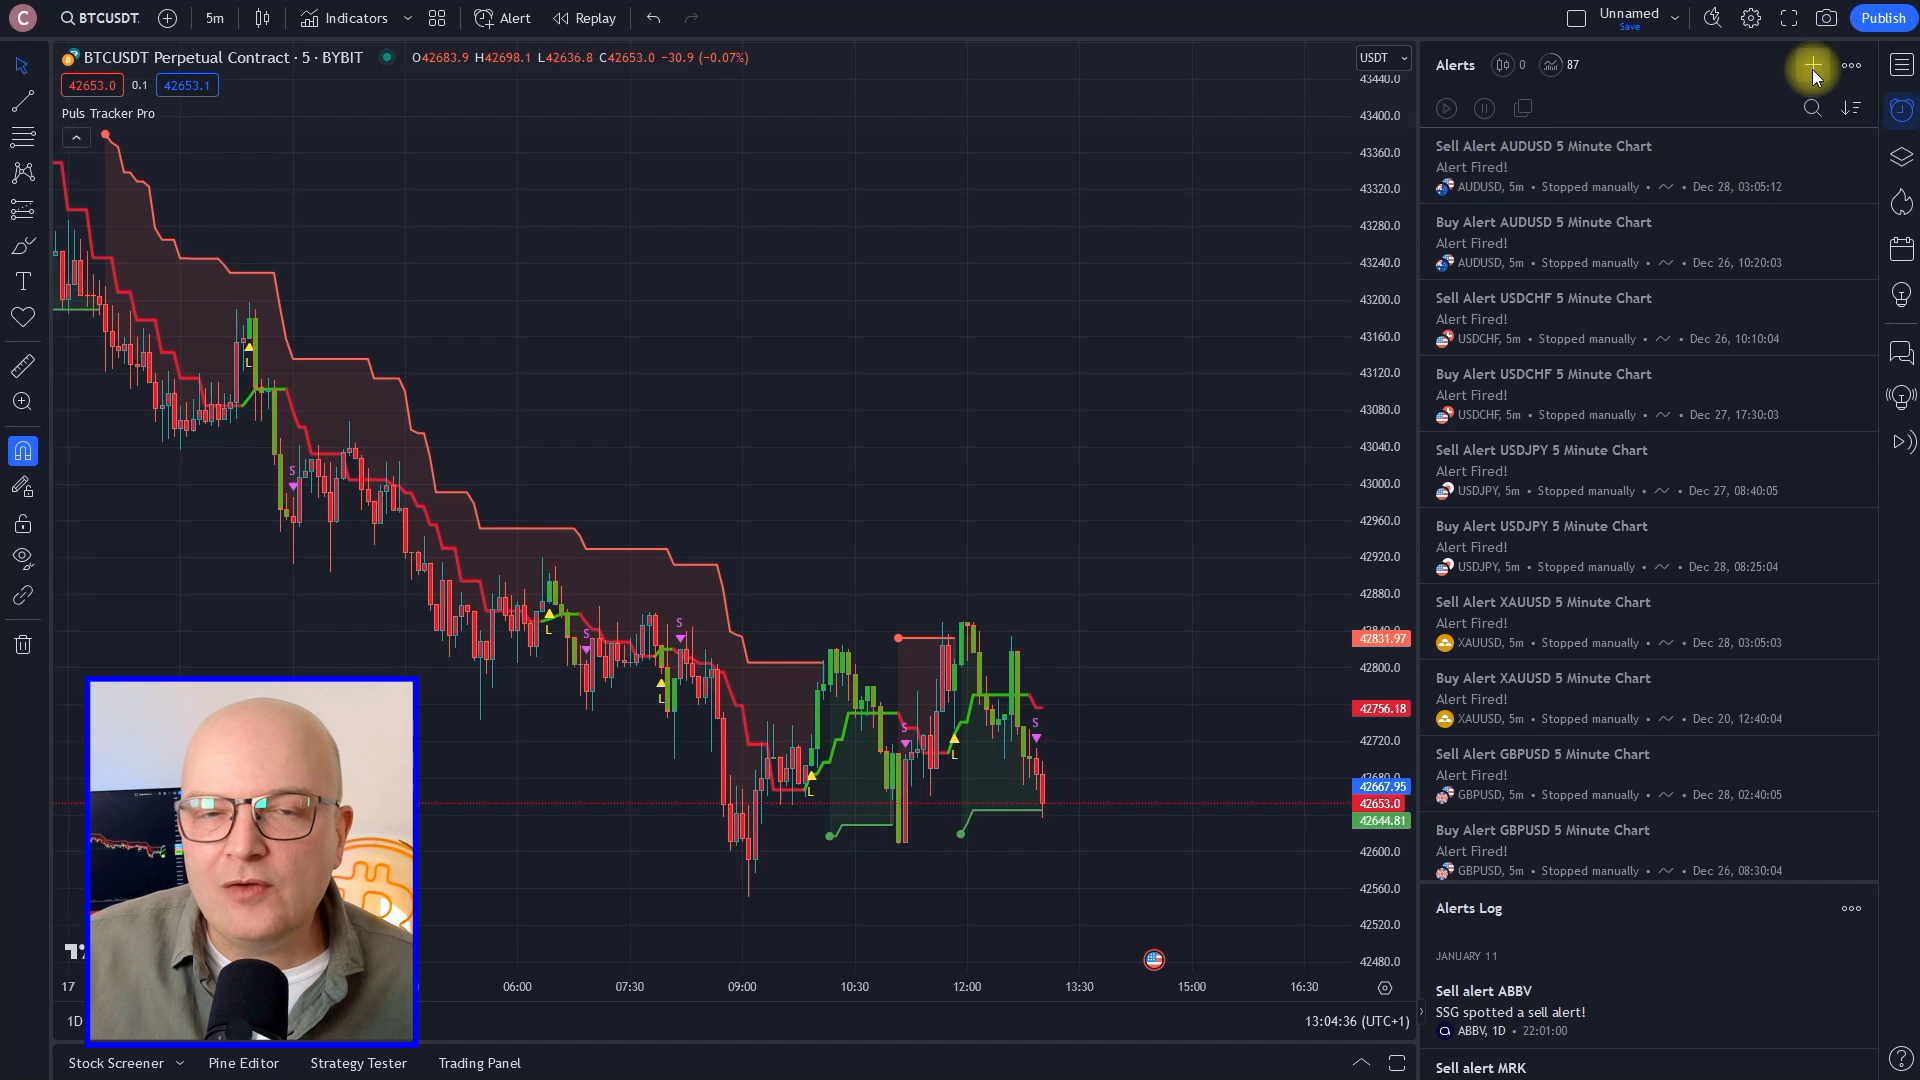 C
BTCUSDT
5m
Indicators
Alert
Replay
Unnamed
Save
Publish
BTCUSDT Perpetual Contract · 5 · BYBIT
O42683.9 H42698.1 L42636.8 C42653.0 −30.9 (−0.07%)
42653.0
0.1
42653.1
Puls Tracker Pro
USDT
43440.0
43400.0
43360.0
43320.0
43280.0
43240.0
43200.0
43160.0
43120.0
43080.0
43040.0
43000.0
42960.0
42920.0
42880.0
42831.97
42800.0
42756.18
42720.0
42667.95
42653.0
42644.81
42600.0
42560.0
42520.0
42480.0
L
S
L
S
L
S
L
S
L
S
17
06:00
07:30
09:00
10:30
12:00
13:30
15:00
16:30
1D
13:04:36 (UTC+1)
Stock Screener
Pine Editor
Strategy Tester
Trading Panel
Alerts
0
87
Sell Alert AUDUSD 5 Minute Chart
Alert Fired!
AUDUSD, 5m • Stopped manually • • Dec 28, 03:05:12
Buy Alert AUDUSD 5 Minute Chart
Alert Fired!
AUDUSD, 5m • Stopped manually • • Dec 26, 10:20:03
Sell Alert USDCHF 5 Minute Chart
Alert Fired!
USDCHF, 5m • Stopped manually • • Dec 26, 10:10:04
Buy Alert USDCHF 5 Minute Chart
Alert Fired!
USDCHF, 5m • Stopped manually • • Dec 27, 17:30:03
Sell Alert USDJPY 5 Minute Chart
Alert Fired!
USDJPY, 5m • Stopped manually • • Dec 27, 08:40:05
Buy Alert USDJPY 5 Minute Chart
Alert Fired!
USDJPY, 5m • Stopped manually • • Dec 28, 08:25:04
Sell Alert XAUUSD 5 Minute Chart
Alert Fired!
XAUUSD, 5m • Stopped manually • • Dec 28, 03:05:03
Buy Alert XAUUSD 5 Minute Chart
Alert Fired!
XAUUSD, 5m • Stopped manually • • Dec 20, 12:40:04
Sell Alert GBPUSD 5 Minute Chart
Alert Fired!
GBPUSD, 5m • Stopped manually • • Dec 28, 02:40:05
Buy Alert GBPUSD 5 Minute Chart
Alert Fired!
GBPUSD, 5m • Stopped manually • • Dec 26, 08:30:04
Alerts Log
JANUARY 11
Sell alert ABBV
SSG spotted a sell alert!
ABBV, 1D • 22:01:00
Sell alert MRK